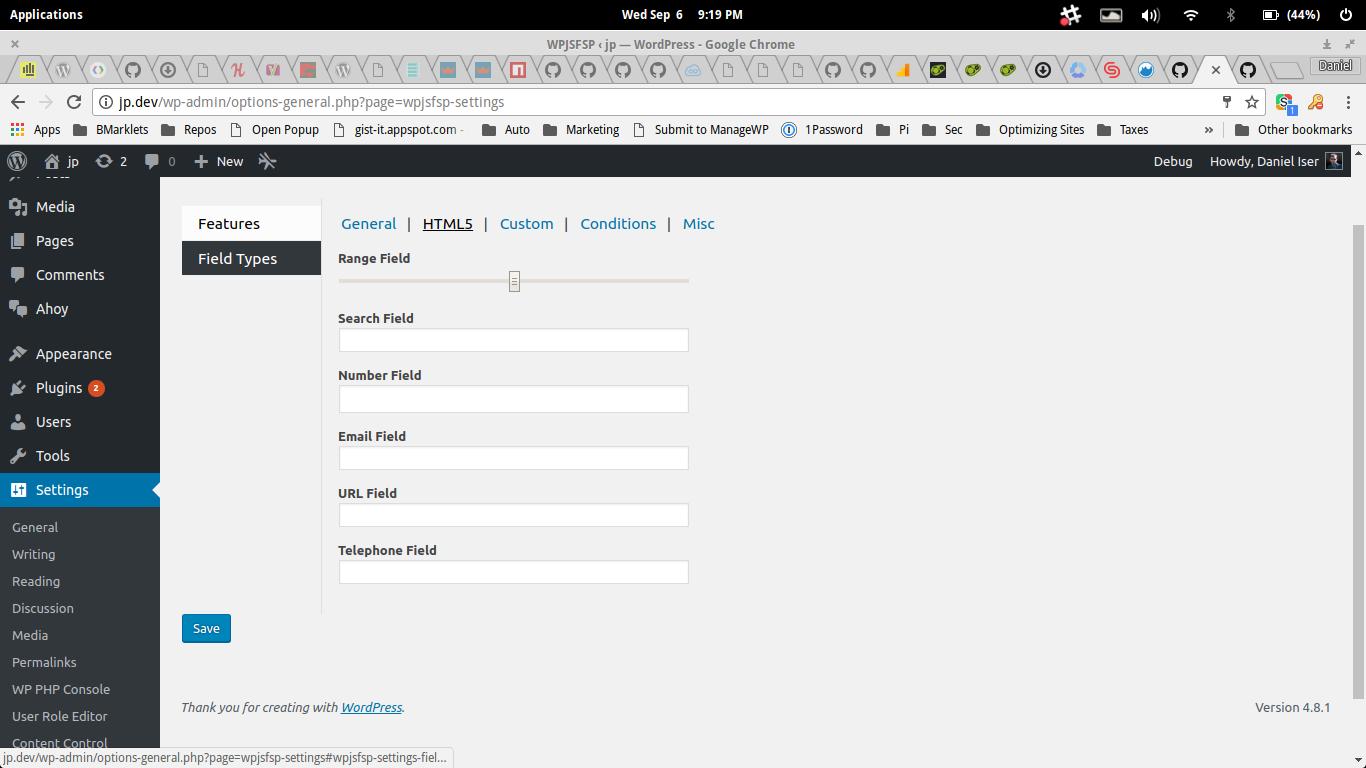 Applications
Wed Sep 6 9:19 PM
(44%)
WPJSFSP ‹ jp — WordPress - Google Chrome
Daniel
jp.dev/wp-admin/options-general.php?page=wpjsfsp-settings
1
Apps BMarklets Repos Open Popup gist-it.appspot.com - Auto Marketing Submit to ManageWP 1Password Pi Sec Optimizing Sites Taxes » Other bookmarks
jp 2 0 New Debug Howdy, Daniel Iser
Posts
Media
Pages
Comments
Ahoy
Appearance
Plugins 2
Users
Tools
Settings
General
Writing
Reading
Discussion
Media
Permalinks
WP PHP Console
User Role Editor
Content Control
Features
Field Types
General | HTML5 | Custom | Conditions | Misc
Range Field
Search Field
Number Field
Email Field
URL Field
Telephone Field
Save
Thank you for creating with WordPress.
Version 4.8.1
jp.dev/wp-admin/options-general.php?page=wpjsfsp-settings#wpjsfsp-settings-fiel...